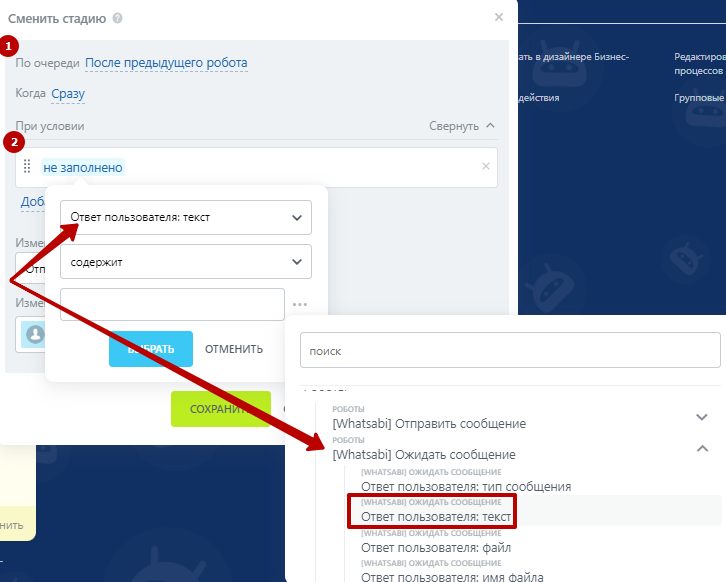 Сменить стадию
1
По очереди После предыдущего робота
Когда Сразу
При условии
Свернуть
2
не заполнено
Доба
Изме
Отп
Изме
Ответ пользователя: текст
содержит
ВЫБРАТЬ
ОТМЕНИТЬ
СОХРАНИТ
нить
ать в дизайнере Бизнес-
действия
Редактиров
процессов
Групповые
поиск
РОБОТЫ
[Whatsabi] Отправить сообщение
РОБОТЫ
[Whatsabi] Ожидать сообщение
[WHATSABI] ОЖИДАТЬ СООБЩЕНИЕ
Ответ пользователя: тип сообщения
[WHATSABI] ОЖИДАТЬ СООБЩЕНИЕ
Ответ пользователя: текст
[WHATSABI] ОЖИДАТЬ СООБЩЕНИЕ
Ответ пользователя: файл
[WHATSABI] ОЖИДАТЬ СООБЩЕНИЕ
Ответ пользователя: имя файла